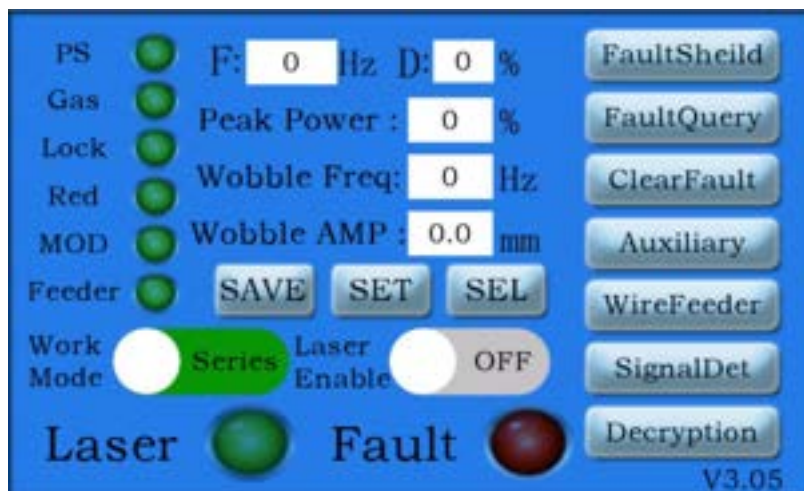 PS
Gas
Lock
Red
MOD
Feeder
F: 0 Hz D: 0 %
Peak Power : 0 %
Wobble Freq: 0 Hz
Wobble AMP : 0.0 mm
SAVE SET SEL
Work Mode
Series
Laser Enable
OFF
Laser
Fault
FaultSheild
FaultQuery
ClearFault
Auxiliary
WireFeeder
SignalDet
Decryption
V3.05